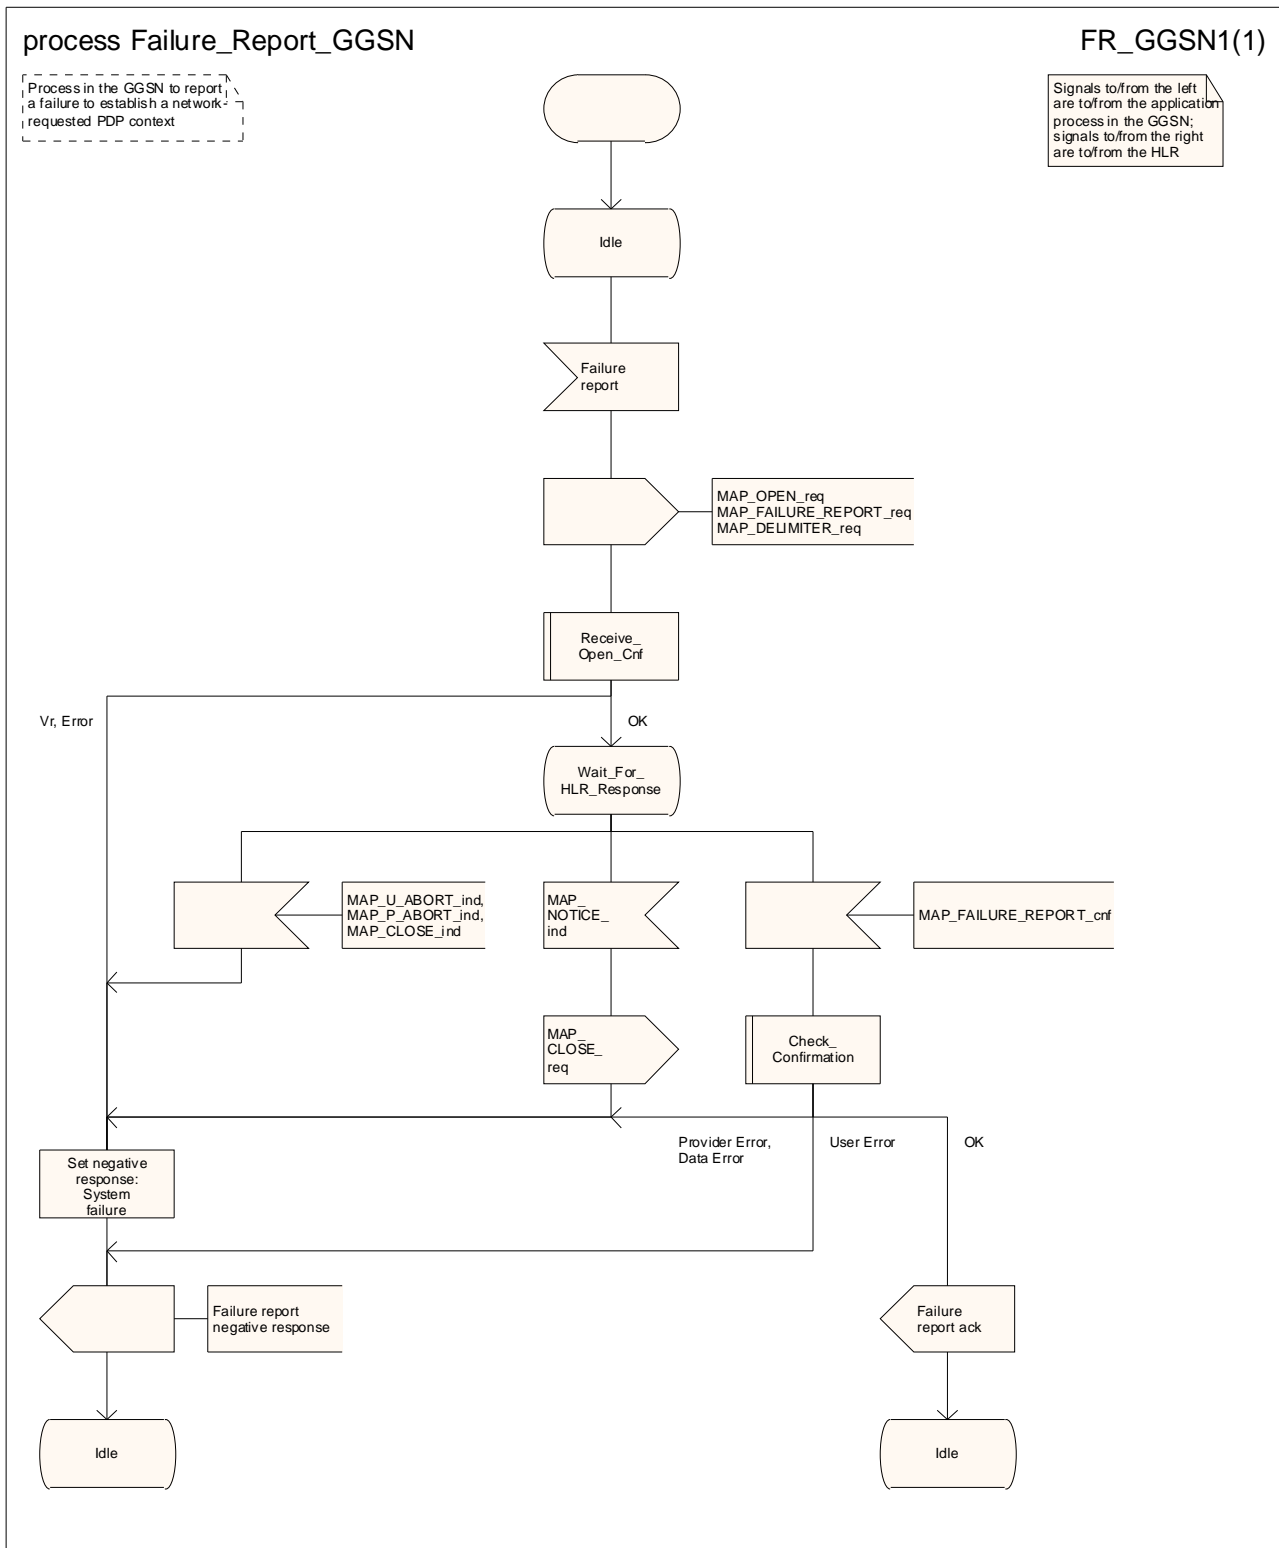 process Failure_Report_GGSN
FR_GGSN1(1)
Process in the GGSN to report
a failure to establish a network-
requested PDP context
Signals to/from the left
are to/from the application
process in the GGSN;
signals to/from the right
are to/from the HLR
Idle
Failure
report
MAP_OPEN_req
MAP_FAILURE_REPORT_req
MAP_DELIMITER_req
Receive_
Open_Cnf
Vr, Error
OK
Wait_For_
HLR_Response
MAP_U_ABORT_ind,
MAP_P_ABORT_ind,
MAP_CLOSE_ind
MAP_
NOTICE_
ind
MAP_FAILURE_REPORT_cnf
MAP_
CLOSE_
req
Check_
Confirmation
Provider Error,
Data Error
User Error
OK
Set negative
response:
System
failure
Failure report
negative response
Failure
report ack
Idle
Idle